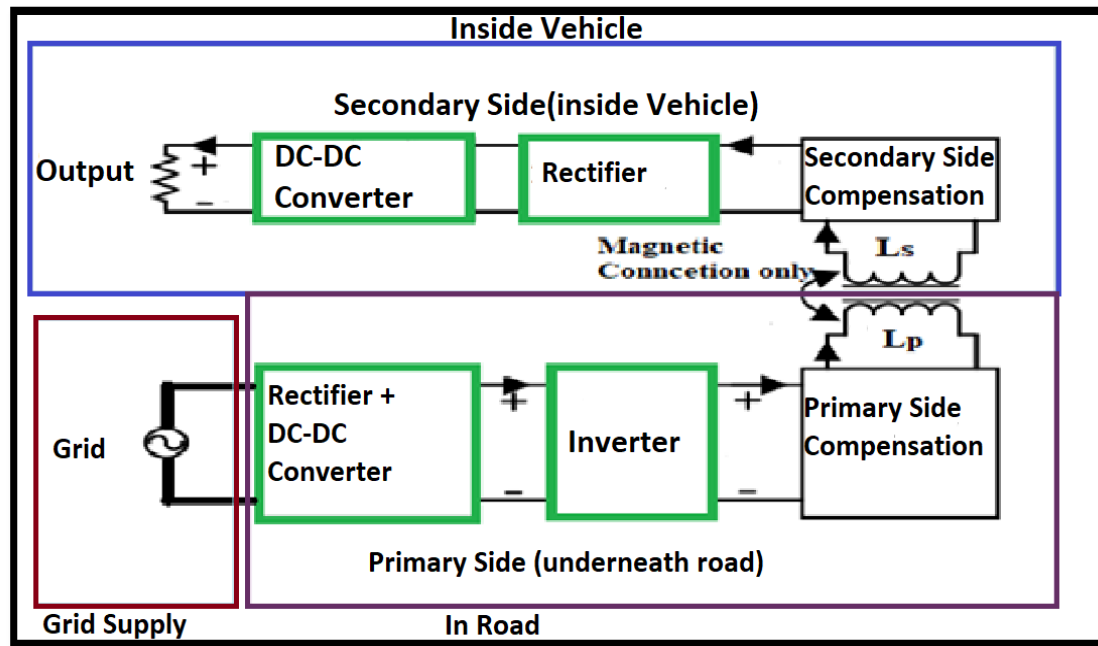 Inside Vehicle
Secondary Side(inside Vehicle)
Output
+
−
DC-DC
Converter
Rectifier
Secondary Side
Compensation
Magnetic
Conncetion only
Ls
Lp
Grid
Rectifier +
DC-DC
Converter
+
−
Inverter
+
−
Primary Side
Compensation
Primary Side (underneath road)
Grid Supply
In Road